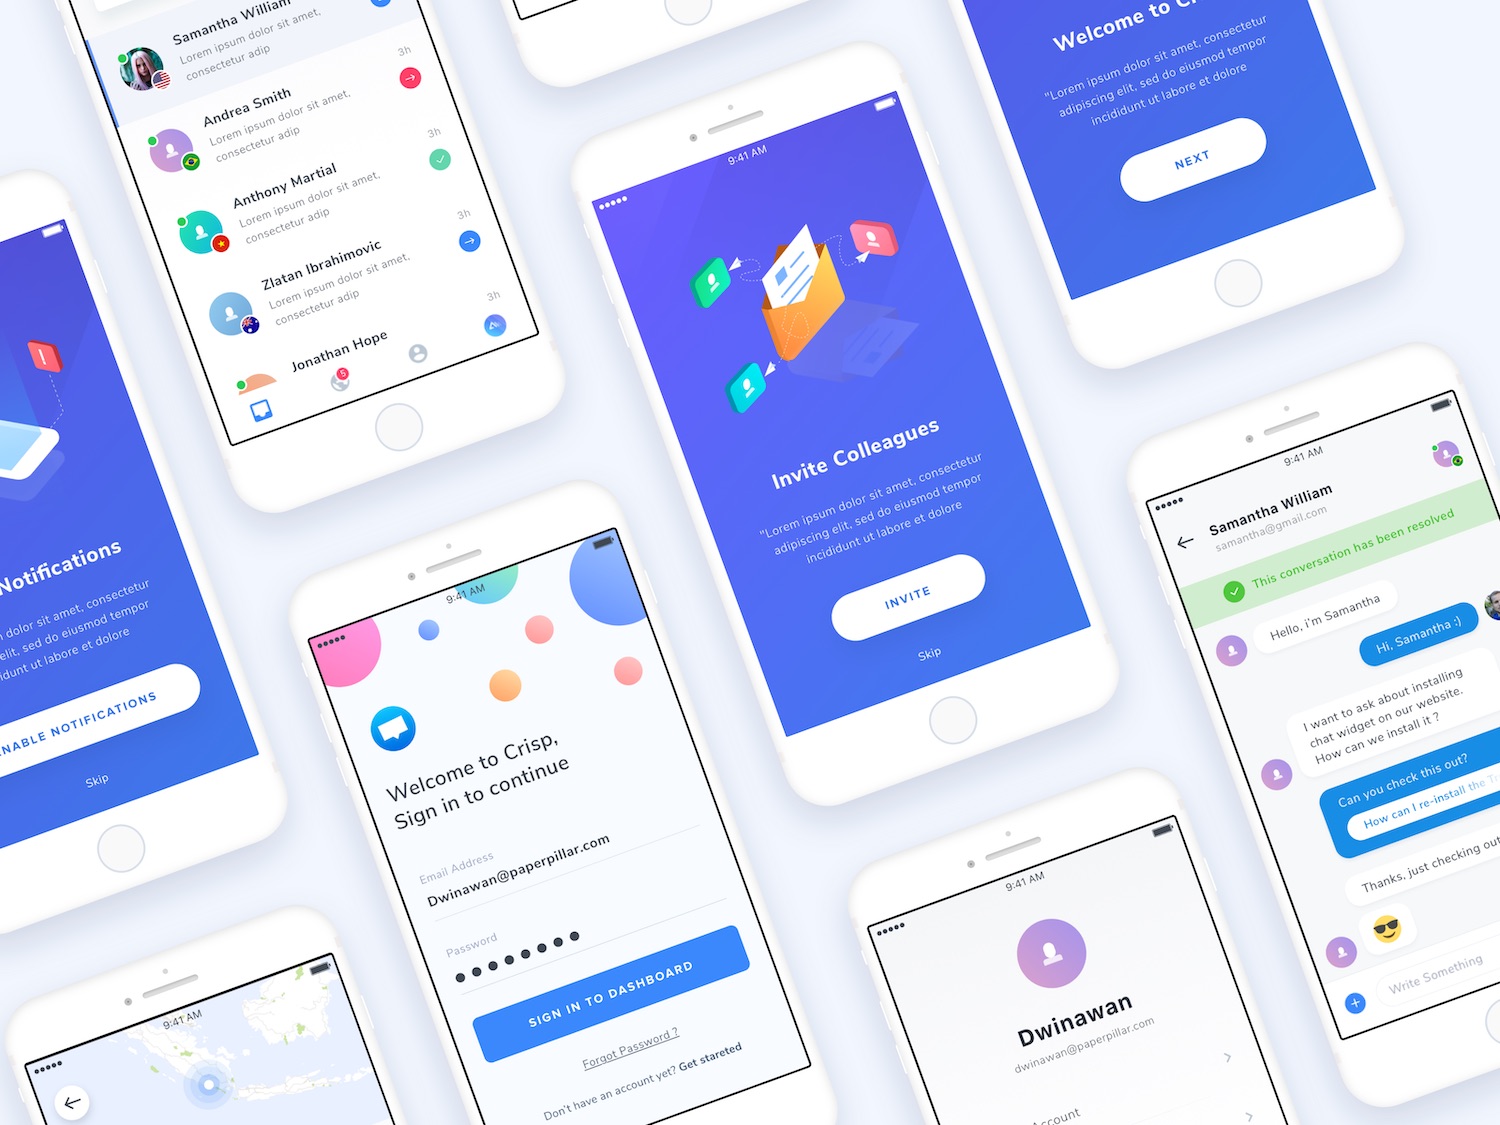 Samantha William
Lorem ipsum dolor sit amet,
consectetur adip
3h
Andrea Smith
Lorem ipsum dolor sit amet,
consectetur adip
3h
Anthony Martial
Lorem ipsum dolor sit amet,
consectetur adip
3h
Zlatan Ibrahimovic
Lorem ipsum dolor sit amet,
consectetur adip
3h
Jonathan Hope
5
9:41 AM
Invite Colleagues
"Lorem ipsum dolor sit amet, consectetur
adipiscing elit, sed do eiusmod tempor
incididunt ut labore et dolore
INVITE
Skip
Welcome to
"Lorem ipsum dolor sit amet, consectetur
adipiscing elit, sed do eiusmod tempor
incididunt ut labore et dolore
NEXT
Notifications
dolor sit amet, consectetur
elit, sed do eiusmod tempor
incididunt ut labore et dolore
ENABLE NOTIFICATIONS
Skip
9:41 AM
Welcome to Crisp,
Sign in to continue
Email Address
Dwinawan@paperpillar.com
Password
SIGN IN TO DASHBOARD
Forgot Password ?
Don't have an account yet? Get stareted
9:41 AM
Samantha William
samantha@gmail.com
This conversation has been resolved
Hello, i'm Samantha
Hi, Samantha :)
I want to ask about installing
chat widget on our website.
How can we install it ?
Can you check this out?
How can I re-install the
Thanks, just checking out
Write Something
9:41 AM
9:41 AM
Dwinawan
dwinawan@paperpillar.com
Account